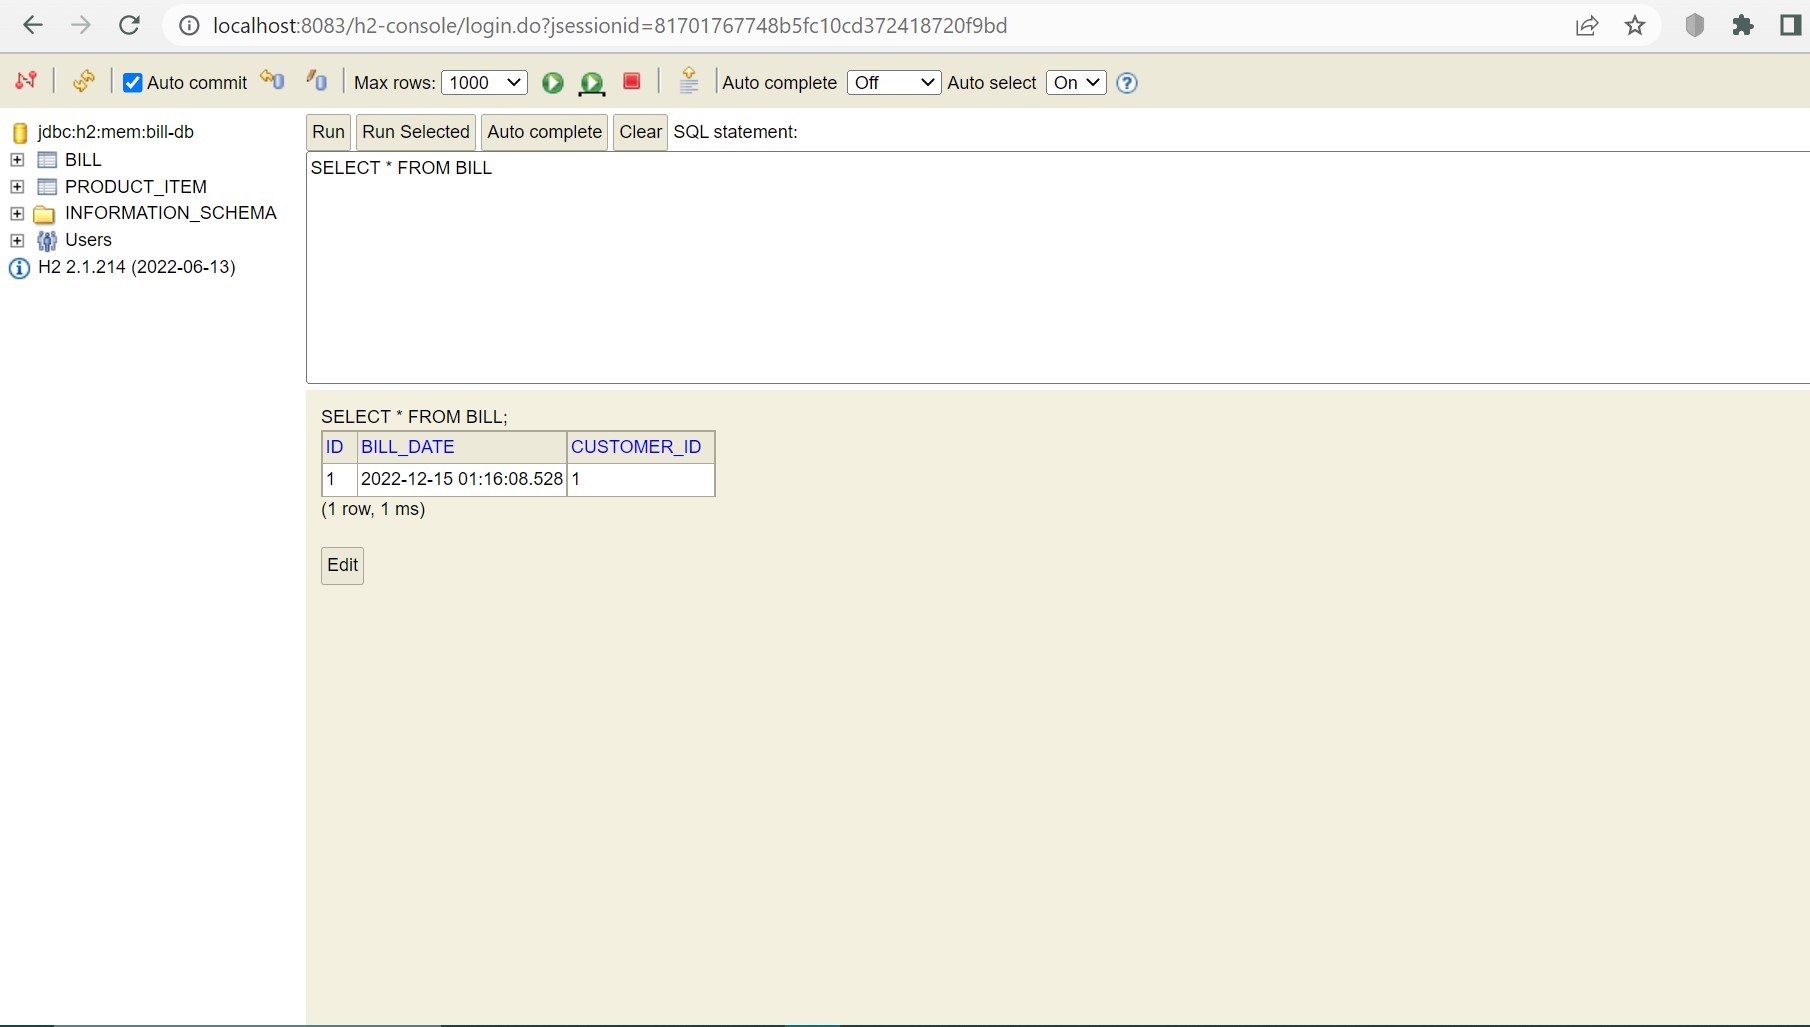 localhost:8083/h2-console/login.do?jsessionid=81701767748b5fc10cd372418720f9bd
Auto commit Max rows: 1000 Auto complete Off Auto select On ?
jdbc:h2:mem:bill-db
BILL
PRODUCT_ITEM
INFORMATION_SCHEMA
Users
H2 2.1.214 (2022-06-13)
Run Run Selected Auto complete Clear SQL statement:
SELECT * FROM BILL
SELECT * FROM BILL;
ID BILL_DATE CUSTOMER_ID
1 2022-12-15 01:16:08.528 1
(1 row, 1 ms)
Edit